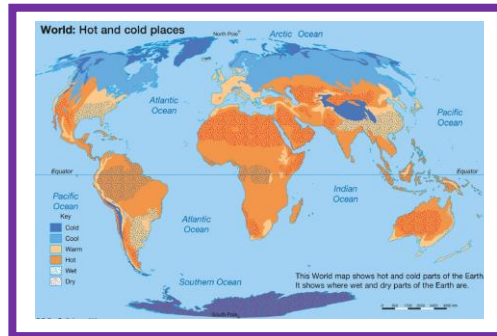 World: Hot and cold places
North Pole
Arctic Ocean
Atlantic
Ocean
Pacific
Ocean
Equator
Equator
Pacific
Ocean
Indian
Ocean
Atlantic
Ocean
Key
Cold
Cool
Warm
Hot
Wet
Dry
Southern Ocean
This World map shows hot and cold parts of the Earth.
It shows where wet and dry parts of the Earth are.
South Pole